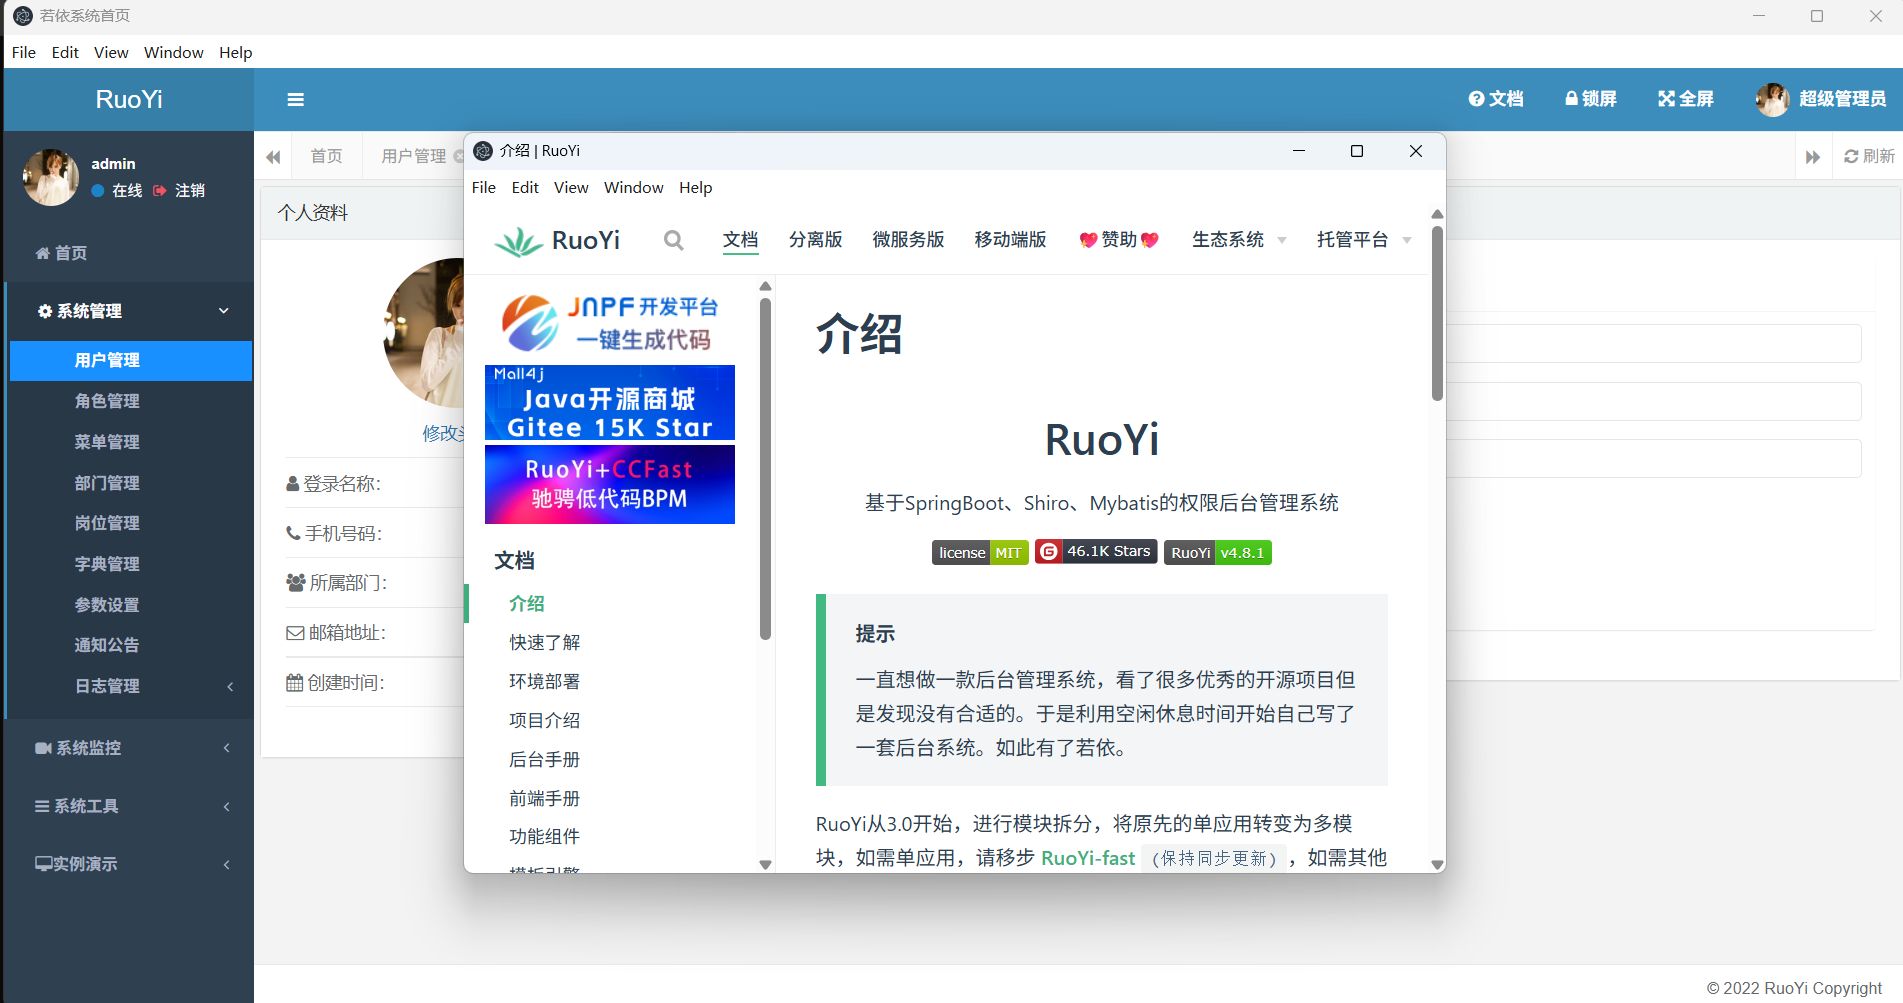 若依系统首页
File Edit View Window Help
RuoYi
文档 锁屏 全屏 超级管理员
admin
在线 注销
首页
系统管理
用户管理
角色管理
菜单管理
部门管理
岗位管理
字典管理
参数设置
通知公告
日志管理
系统监控
系统工具
实例演示
首页 用户管理 刷新
个人资料
登录名称：
手机号码：
所属部门：
邮箱地址：
创建时间：
介绍 | RuoYi
File Edit View Window Help
RuoYi 文档 分离版 微服务版 移动端版 💖赞助💖 生态系统 托管平台
JNPF开发平台
一键生成代码
Mall4j
Java开源商城
Gitee 15K Star
RuoYi+CCFast
驰骋低代码BPM
文档
介绍
快速了解
环境部署
项目介绍
后台手册
前端手册
功能组件
介绍
RuoYi
基于SpringBoot、Shiro、Mybatis的权限后台管理系统
license MIT 46.1K Stars RuoYi v4.8.1
提示
一直想做一款后台管理系统，看了很多优秀的开源项目但
是发现没有合适的。于是利用空闲休息时间开始自己写了
一套后台系统。如此有了若依。
RuoYi从3.0开始，进行模块拆分，将原先的单应用转变为多模
块，如需单应用，请移步 RuoYi-fast (保持同步更新)，如需其他
© 2022 RuoYi Copyright